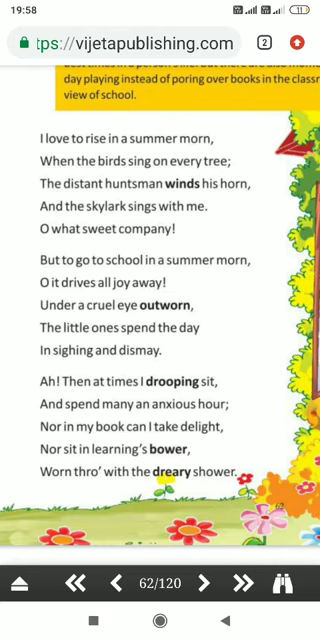 19:58
11
tps://vijetapublishing.com
2
day playing instead of poring over books in the classr
view of school.
I love to rise in a summer morn,
When the birds sing on every tree;
The distant huntsman winds his horn,
And the skylark sings with me.
O what sweet company!
But to go to school in a summer morn,
O it drives all joy away!
Under a cruel eye outworn,
The little ones spend the day
In sighing and dismay.
Ah! Then at times I drooping sit,
And spend many an anxious hour;
Nor in my book can I take delight,
Nor sit in learning's bower,
Worn thro' with the dreary shower.
62
62/120